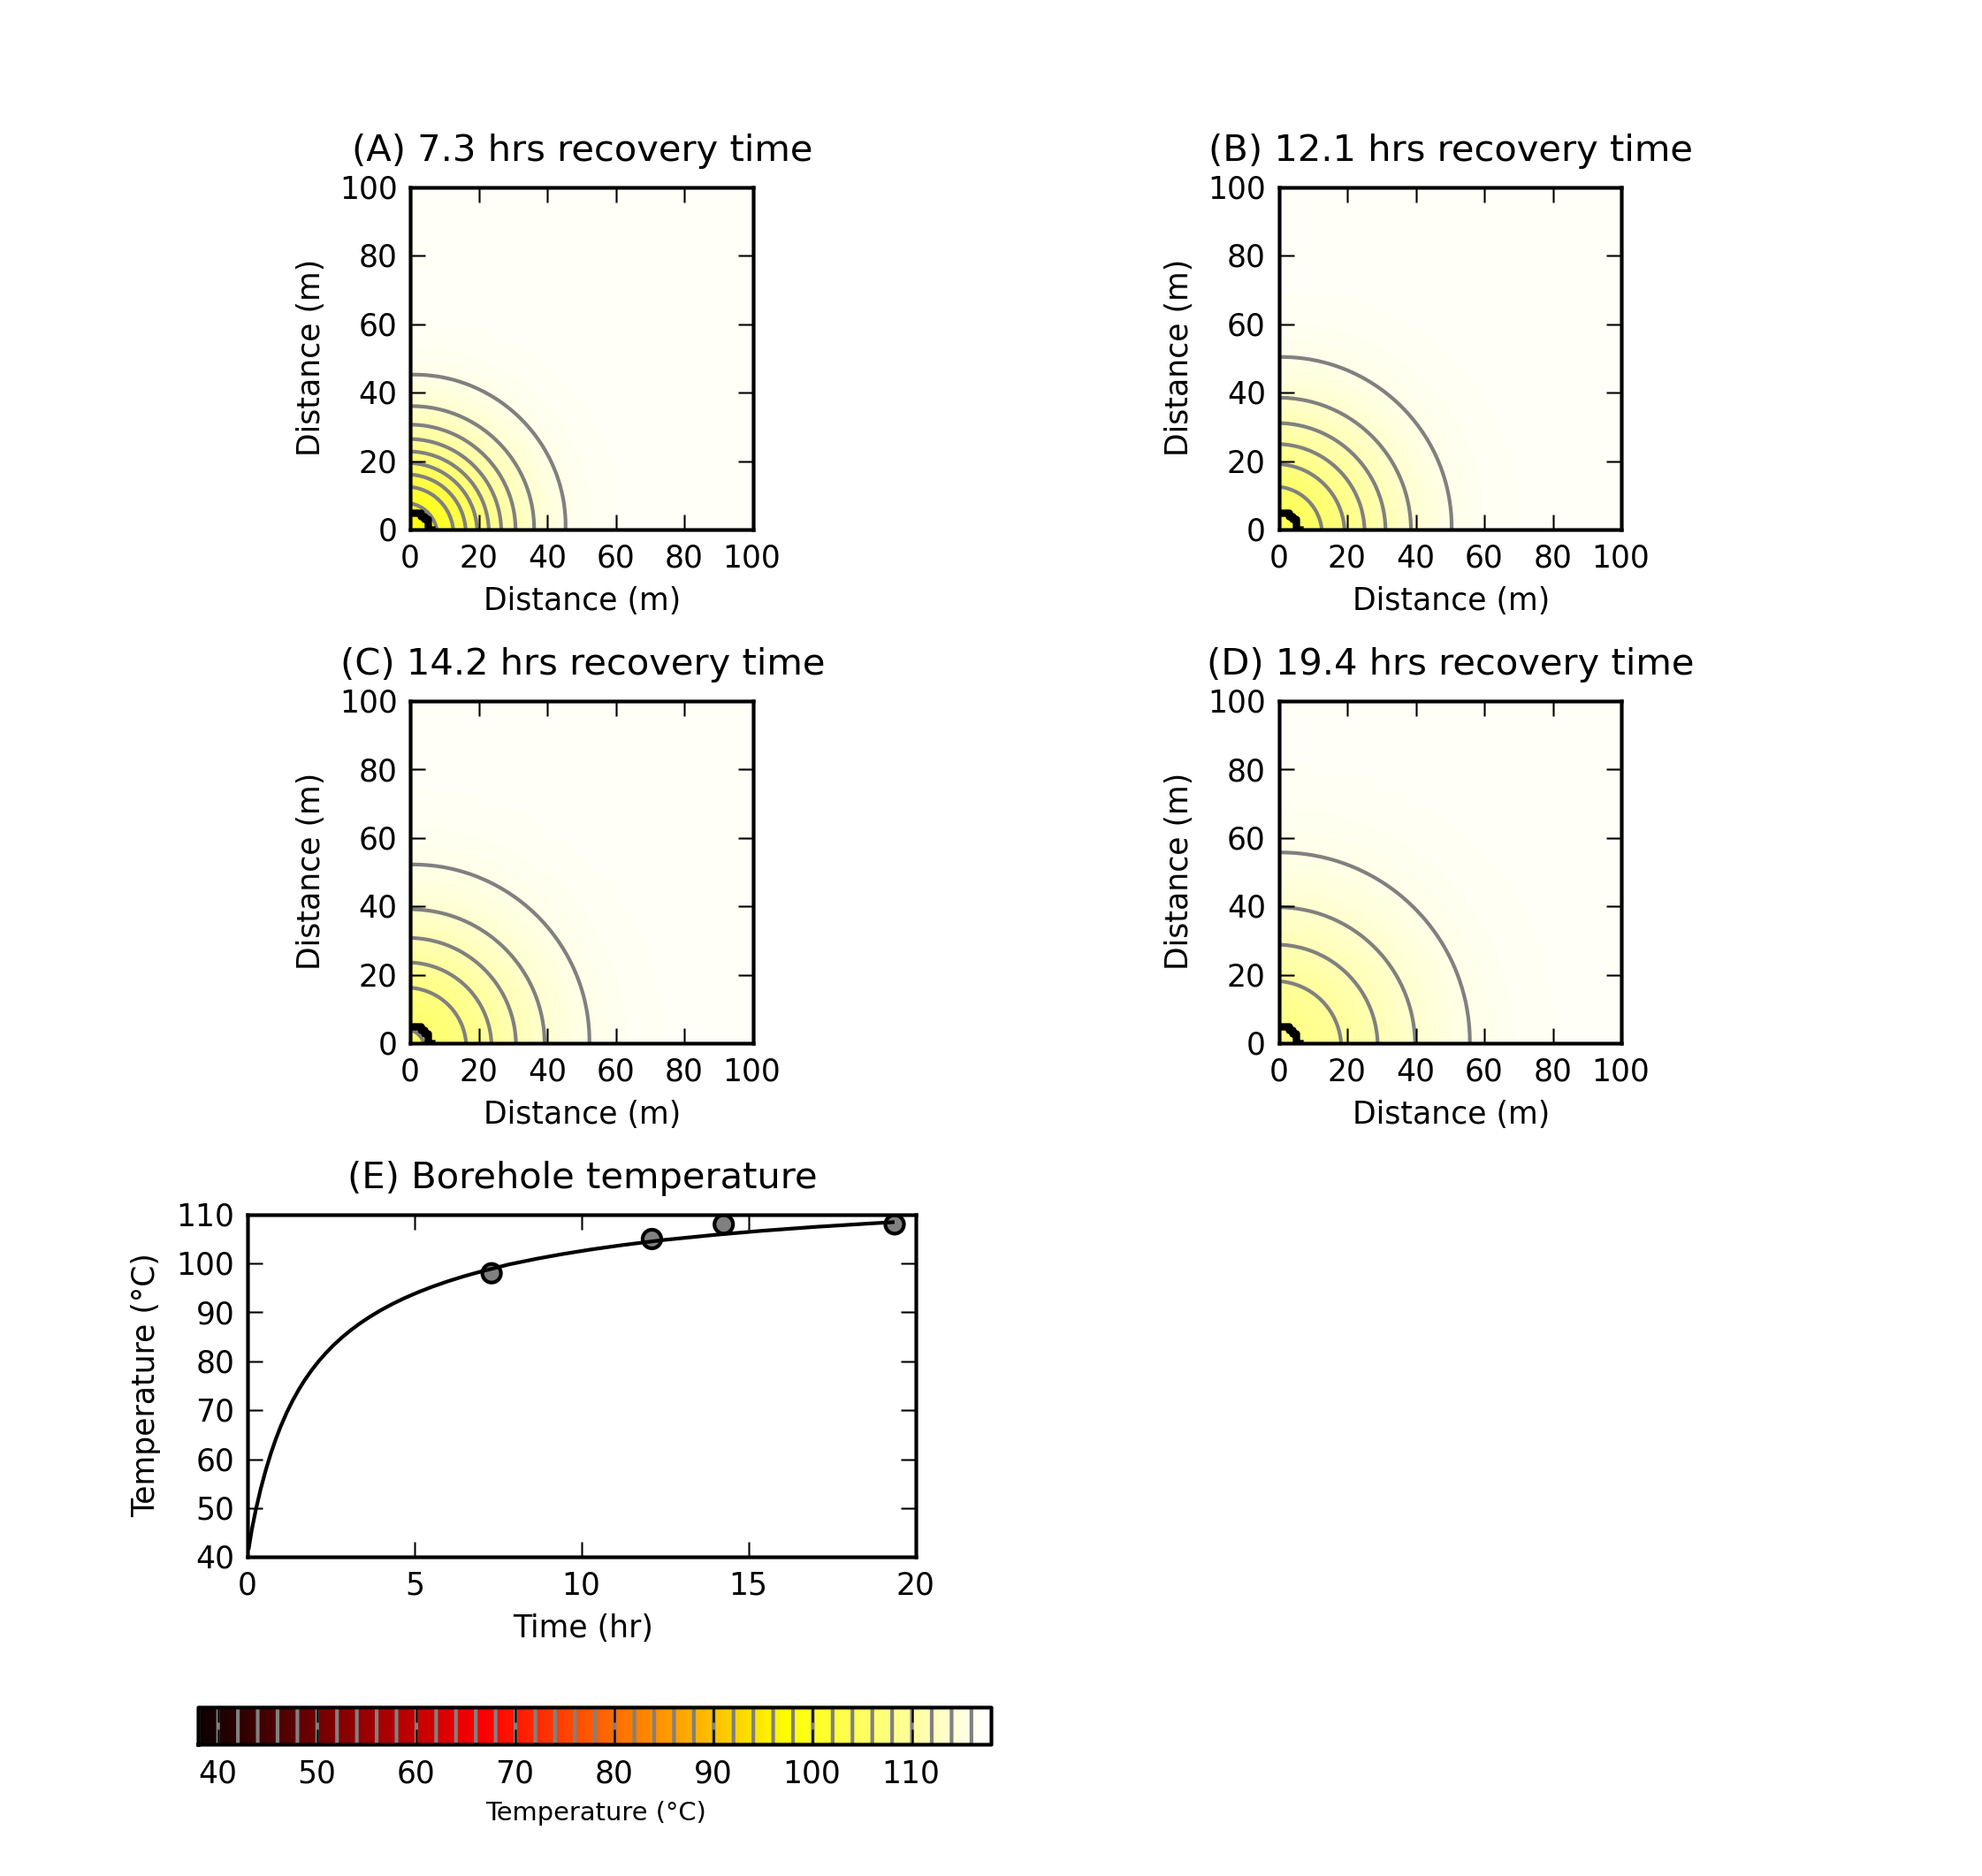 (A) 7.3 hrs recovery time
100
80
60
40
20
0
Distance (m)
0 20 40 60 80 100
Distance (m)
(B) 12.1 hrs recovery time
100
80
60
40
20
0
Distance (m)
0 20 40 60 80 100
Distance (m)
(C) 14.2 hrs recovery time
100
80
60
40
20
0
Distance (m)
0 20 40 60 80 100
Distance (m)
(D) 19.4 hrs recovery time
100
80
60
40
20
0
Distance (m)
0 20 40 60 80 100
Distance (m)
(E) Borehole temperature
110
100
90
80
70
60
50
40
Temperature (°C)
0 5 10 15 20
Time (hr)
40 50 60 70 80 90 100 110
Temperature (°C)